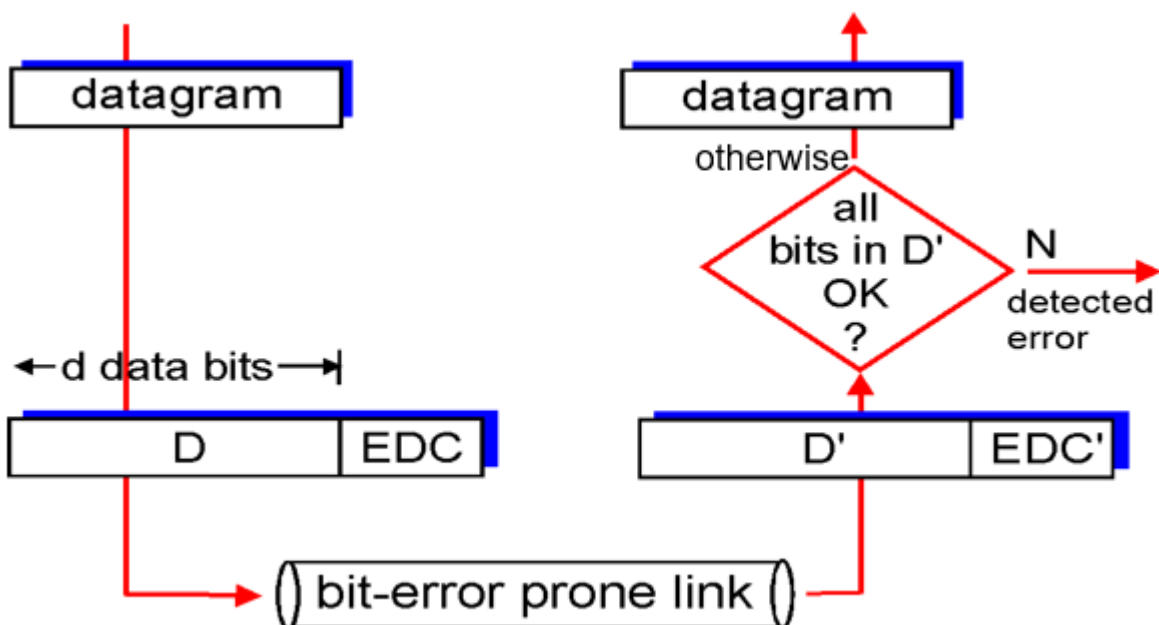 datagram
datagram
otherwise
all
bits in D'
OK
?
N
detected
error
d data bits
D
EDC
D'
EDC'
bit-error prone link